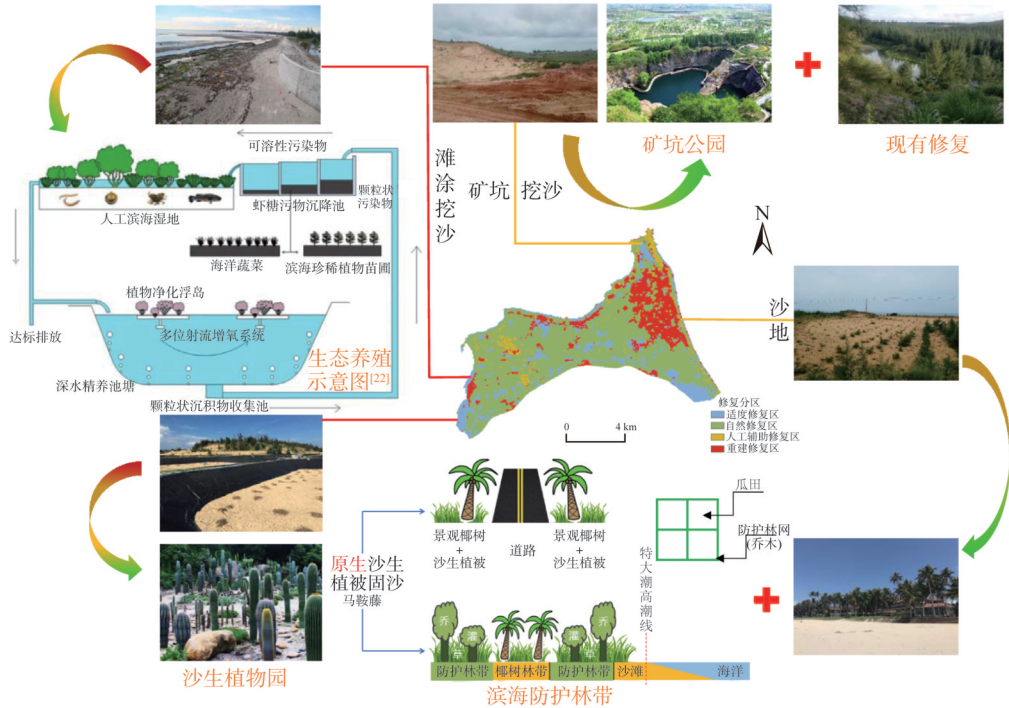 可溶性污染物
虾糖污物沉降池
颗粒状
污染物
人工滨海湿地
海洋蔬菜
滨海珍稀植物苗圃
植物净化浮岛
多位射流增氧系统
达标排放
生态养殖
示意图[22]
深水精养池塘
颗粒状沉积物收集池
滩涂挖沙
矿坑挖沙
矿坑公园
现有修复
N
沙地
修复分区
适度修复区
自然修复区
人工辅助修复区
重建修复区
0 4 km
沙生植物园
原生沙生
植被固沙
马鞍藤
景观椰树
+
沙生植被
道路
景观椰树
+
沙生植被
特大潮高潮线
瓜田
防护林网
(乔木)
乔
灌
草
灌
草
乔
防护林带
椰树林带
防护林带
沙滩
海洋
滨海防护林带